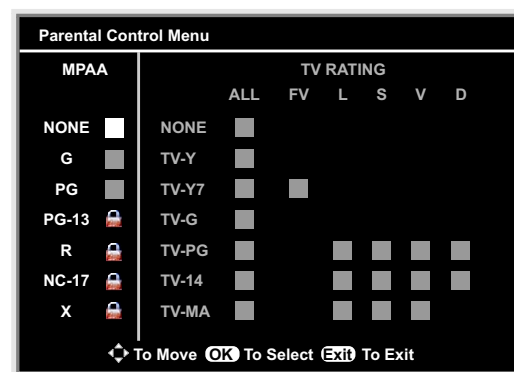 Parental Control Menu
MPAA TV RATING
ALL FV L S V D
NONE NONE
G TV-Y
PG TV-Y7
PG-13 TV-G
R TV-PG
NC-17 TV-14
X TV-MA
To Move OK To Select Exit To Exit